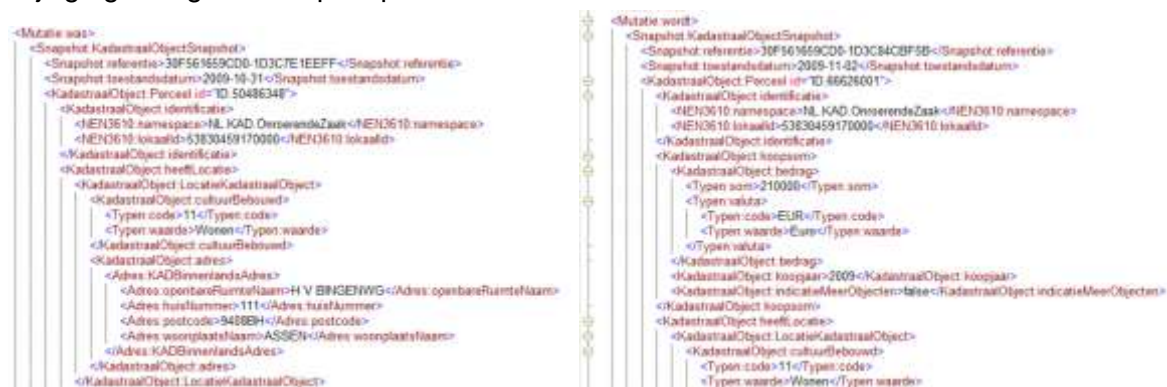 <Mutatie:was>
<Snapshot:KadastraalObjectSnapshot>
<Snapshot:referentie>30F561659CD0-1D3C7E1EEFF</Snapshot:referentie>
<Snapshot:toestandsdatum>2009-10-31</Snapshot:toestandsdatum>
<KadastraalObject:Perceel id="ID.50486348">
<KadastraalObject:identificatie>
<NEN3610:namespace>NL.KAD.OnroerendeZaak</NEN3610:namespace>
<NEN3610:lokaalId>53830459170000</NEN3610:lokaalId>
</KadastraalObject:identificatie>
<KadastraalObject:heeftLocatie>
<KadastraalObject:LocatieKadastraalObject>
<KadastraalObject:cultuurBebouwd>
<Typen:code>11</Typen:code>
<Typen:waarde>Wonen</Typen:waarde>
</KadastraalObject:cultuurBebouwd>
<KadastraalObject:adres>
<Adres:KADBinnenlandsAdres>
<Adres:openbareRuimteNaam>H V BINGENWG</Adres:openbareRuimteNaam>
<Adres:huisNummer>111</Adres:huisNummer>
<Adres:postcode>9408BH</Adres:postcode>
<Adres:woonplaatsNaam>ASSEN</Adres:woonplaatsNaam>
</Adres:KADBinnenlandsAdres>
</KadastraalObject:adres>
</KadastraalObject:LocatieKadastraalObject>
<Mutatie:wordt>
<Snapshot:KadastraalObjectSnapshot>
<Snapshot:referentie>30F561659CD0-1D3C84CBF5B</Snapshot:referentie>
<Snapshot:toestandsdatum>2009-11-02</Snapshot:toestandsdatum>
<KadastraalObject:Perceel id="ID.66626001">
<KadastraalObject:identificatie>
<NEN3610:namespace>NL.KAD.OnroerendeZaak</NEN3610:namespace>
<NEN3610:lokaalId>53830459170000</NEN3610:lokaalId>
</KadastraalObject:identificatie>
<KadastraalObject:koopsom>
<KadastraalObject:bedrag>
<Typen:som>210000</Typen:som>
<Typen:valuta>
<Typen:code>EUR</Typen:code>
<Typen:waarde>Euro</Typen:waarde>
</Typen:valuta>
</KadastraalObject:bedrag>
<KadastraalObject:koopjaar>2009</KadastraalObject:koopjaar>
<KadastraalObject:indicatieMeerObjecten>false</KadastraalObject:indicatieMeerObjecten>
</KadastraalObject:koopsom>
<KadastraalObject:heeftLocatie>
<KadastraalObject:LocatieKadastraalObject>
<KadastraalObject:cultuurBebouwd>
<Typen:code>11</Typen:code>
<Typen:waarde>Wonen</Typen:waarde>